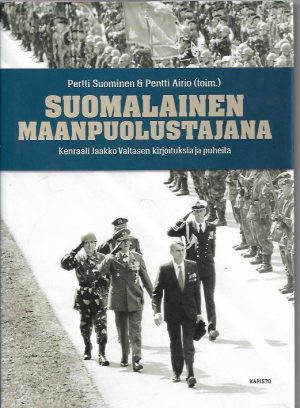 Pertti Suominen & Pentti Airio (toim.)
SUOMALAINEN
MAANPUOLUSTAJANA
Kenraali Jaakko Valtasen kirjoituksia ja puheita
KARISTO